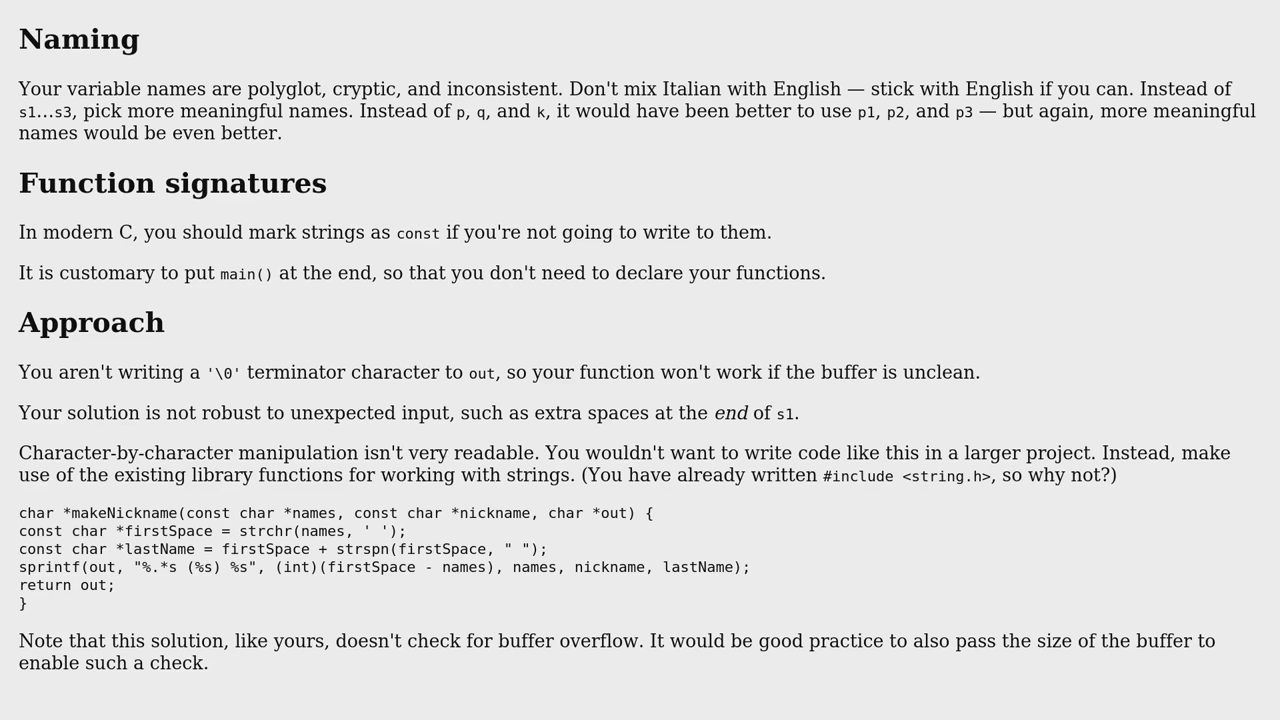 Naming
Your variable names are polyglot, cryptic, and inconsistent. Don't mix Italian with English — stick with English if you can. Instead of
s1…s3, pick more meaningful names. Instead of p, q, and k, it would have been better to use p1, p2, and p3 — but again, more meaningful
names would be even better.
Function signatures
In modern C, you should mark strings as const if you're not going to write to them.
It is customary to put main() at the end, so that you don't need to declare your functions.
Approach
You aren't writing a '\0' terminator character to out, so your function won't work if the buffer is unclean.
Your solution is not robust to unexpected input, such as extra spaces at the end of s1.
Character-by-character manipulation isn't very readable. You wouldn't want to write code like this in a larger project. Instead, make
use of the existing library functions for working with strings. (You have already written #include <string.h>, so why not?)
char *makeNickname(const char *names, const char *nickname, char *out) {
const char *firstSpace = strchr(names, ' ');
const char *lastName = firstSpace + strspn(firstSpace, " ");
sprintf(out, "%.*s (%s) %s", (int)(firstSpace - names), names, nickname, lastName);
return out;
}
Note that this solution, like yours, doesn't check for buffer overflow. It would be good practice to also pass the size of the buffer to
enable such a check.